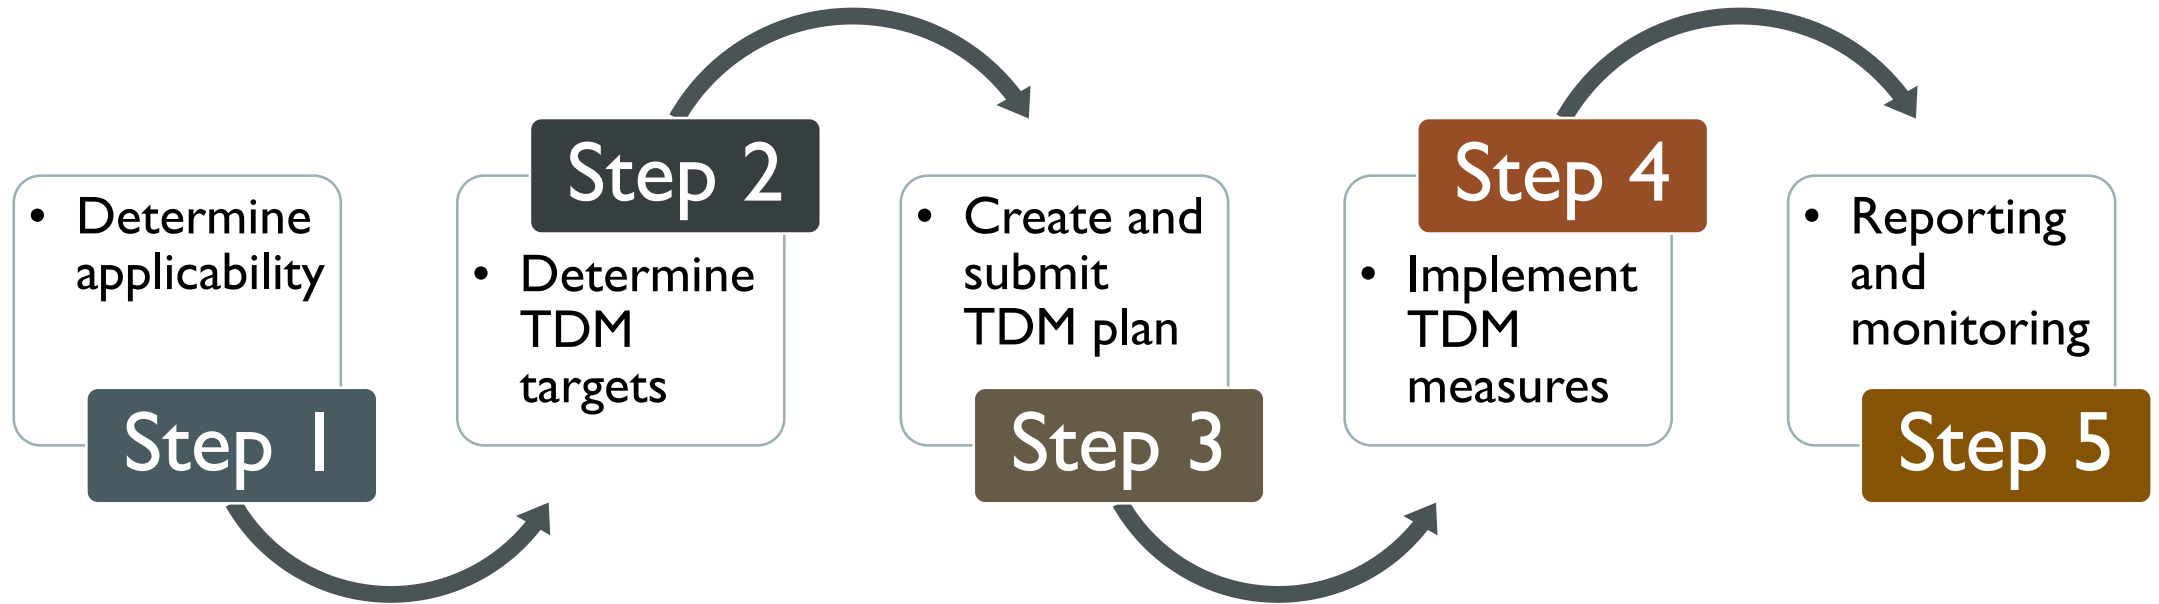 • Determine
applicability
Step 1
Step 2
• Determine
TDM
targets
• Create and
submit
TDM plan
Step 3
Step 4
• Implement
TDM
measures
• Reporting
and
monitoring
Step 5